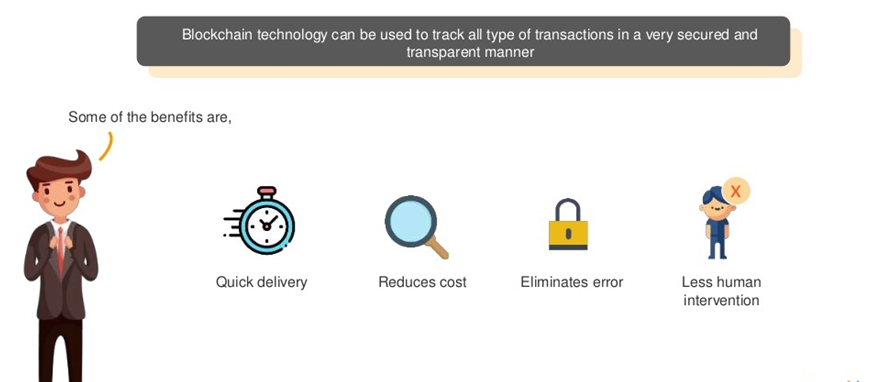 Blockchain technology can be used to track all type of transactions in a very secured and
transparent manner
Some of the benefits are,
Quick delivery
Reduces cost
Eliminates error
Less human
intervention
X